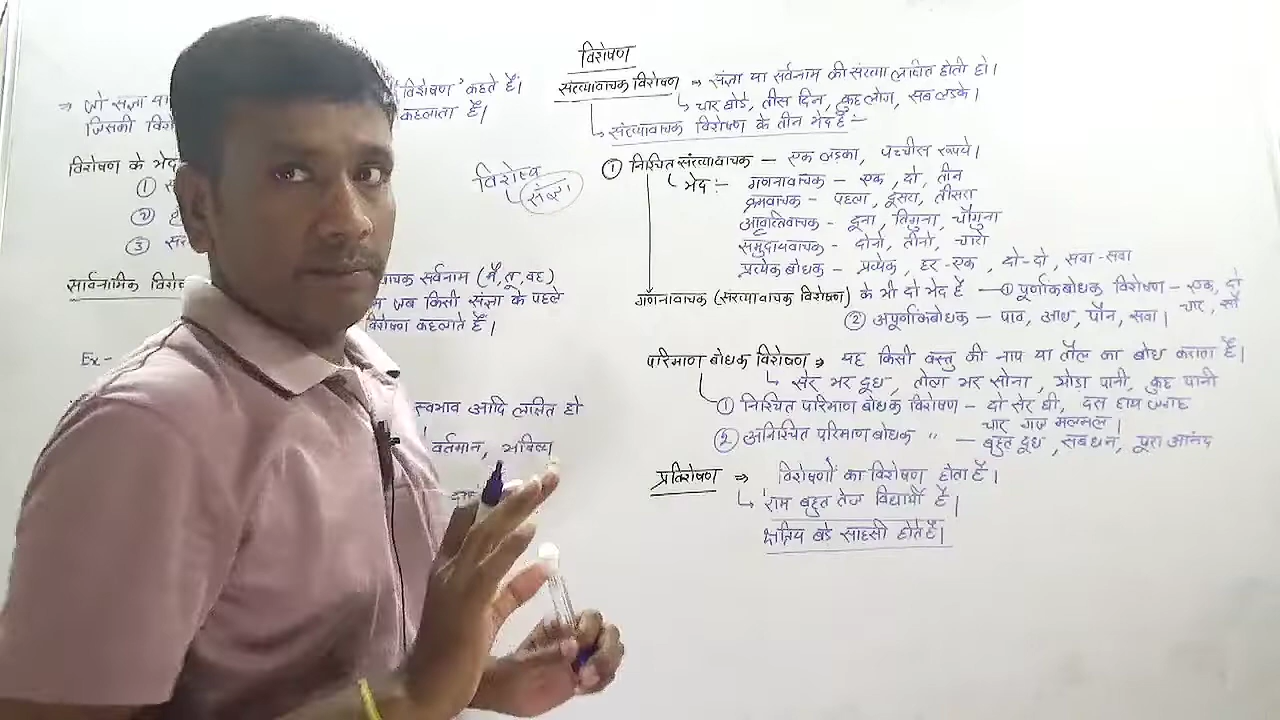 विशेषण
⇒ जो संज्ञा या
'विशेषण' कहते हैं।
जिसकी विशे
कहलाता है।
विशेषण के भेद
①
②
③
विशेष्य
संज्ञा
सार्वनामिक विशेष
वाचक सर्वनाम (मैं, तू, वह)
जब किसी संज्ञा के पहले
विशेषण कहलाते हैं।
Ex-
स्वभाव आदि लक्षित हो
वर्तमान, भविष्य
संख्यावाचक विशेषण → संज्ञा या सर्वनाम की संख्या लक्षित होती हो।
चार घोडे, तीस दिन, कुछ लोग, सब लडके।
संख्यावाचक विशेषण के तीन भेद हैं :-
① निश्चित संख्यावाचक - एक लड़का, पच्चीस रूपये।
भेद :- गणनावाचक - एक, दो, तीन
क्रमवाचक - पहला, दूसरा, तीसरा
आवृत्तिवाचक - दूना, तिगुना, चौगुना
समुदायवाचक - दोनो, तीनो, चारो
प्रत्येक बोधक - प्रत्येक, हर-एक, दो-दो, सवा-सवा
गणनावाचक (संख्यावाचक विशेषण) के भी दो भेद हैं - ① पूर्णांकबोधक विशेषण - एक, दो
चार, सौ
② अपूर्णांकबोधक - पाव, आध, पौन, सवा।
परिमाण बोधक विशेषण → यह किसी वस्तु की नाप या तौल का बोध कराता है।
सेर भर दूध, तोला भर सोना, थोडा पानी, कुछ पानी
① निश्चित परिमाण बोधक विशेषण - दो सेर घी, दस हाथ जगह
चार गज मलमल।
② अनिश्चित परिमाण बोधक " - बहुत दूध, सब धन, पूरा आनंद
प्रविशेषण ⇒ विशेषणों का विशेषण होता है।
राम बहुत तेज विद्यार्थी है।
क्षत्रिय बडे साहसी होते हैं।